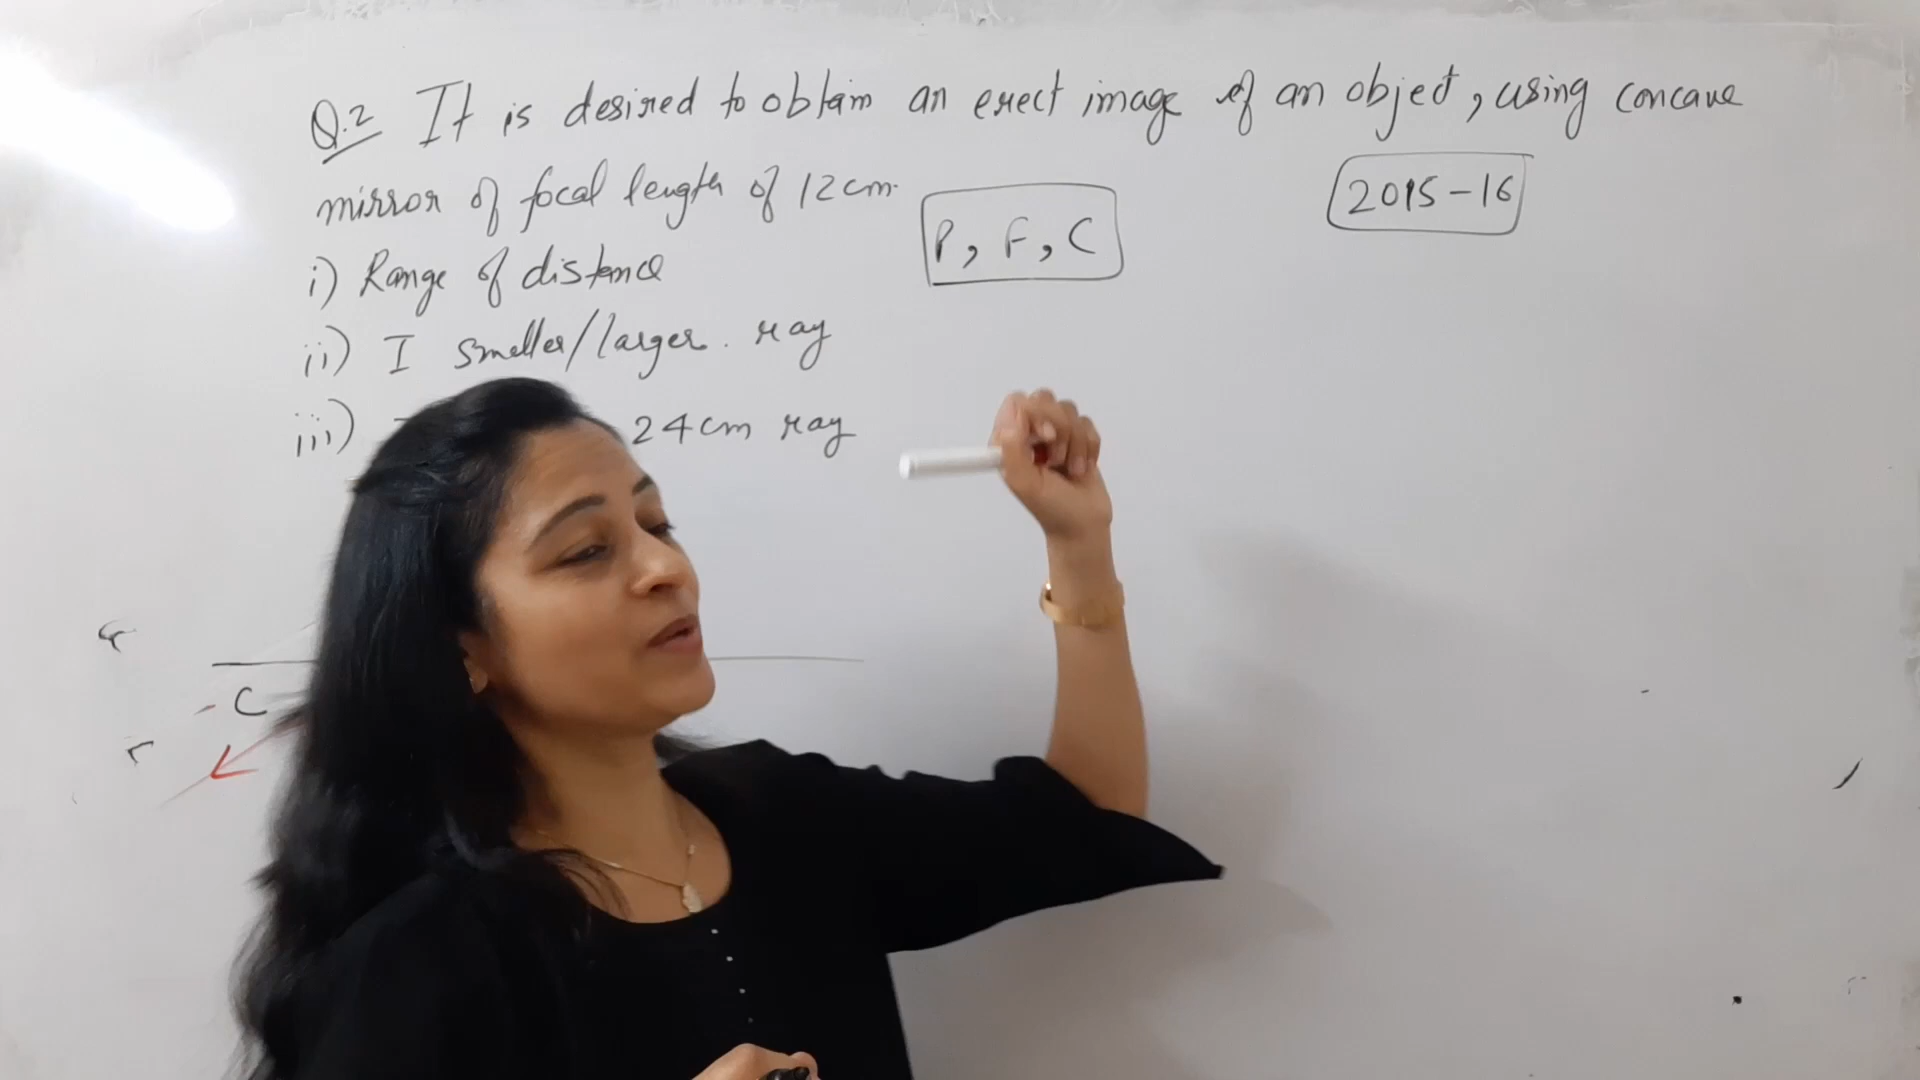 Q.2 It is desired to obtain an erect image of an object, using concave
mirror of focal length of 12cm.
2015-16
P, F, C
i) Range of distance
ii) I smaller/larger. ray
iii) 24cm ray
C